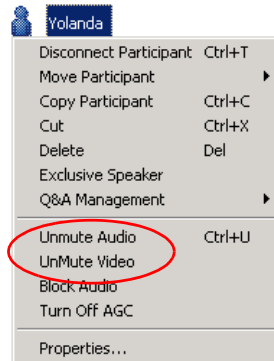 Yolanda
Disconnect Participant Ctrl+T
Move Participant
Copy Participant Ctrl+C
Cut Ctrl+X
Delete Del
Exclusive Speaker
Q&A Management
Unmute Audio Ctrl+U
UnMute Video
Block Audio
Turn Off AGC
Properties...